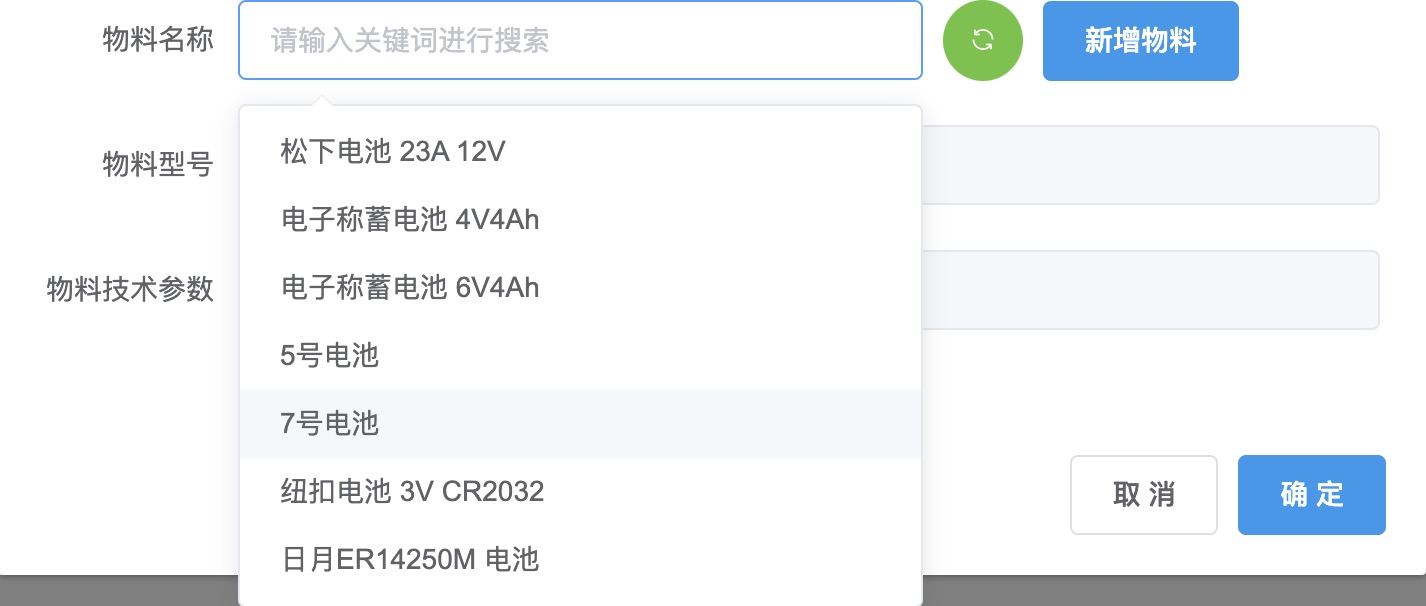 物料名称
请输入关键词进行搜索
新增物料
松下电池 23A 12V
物料型号
电子称蓄电池 4V4Ah
电子称蓄电池 6V4Ah
物料技术参数
5号电池
7号电池
纽扣电池 3V CR2032
取 消
确 定
日月ER14250M 电池